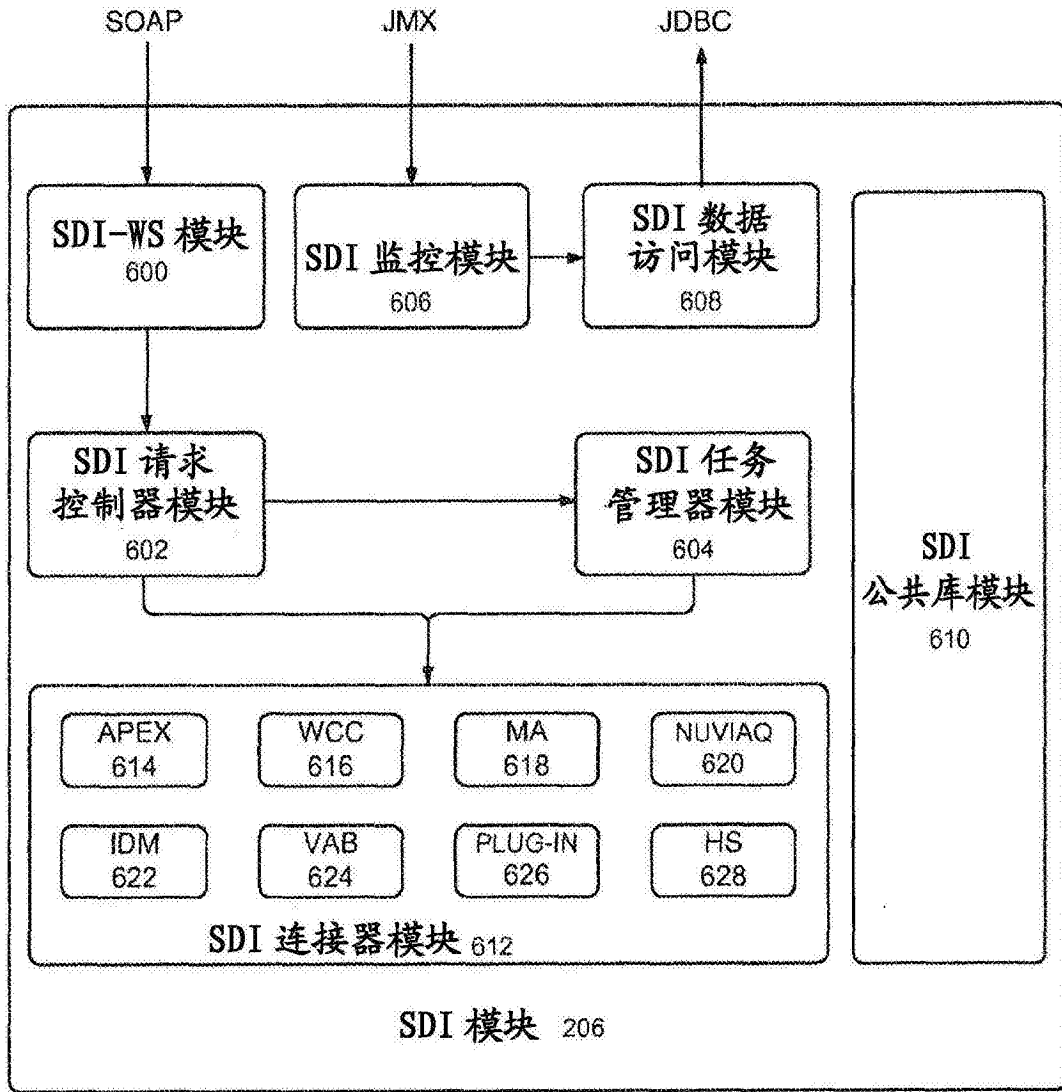 SOAP
JMX
JDBC
SDI-WS 模块
600
SDI 监控模块
606
SDI 数据
访问模块
608
SDI 请求
控制器模块
602
SDI 任务
管理器模块
604
SDI
公共库模块
610
APEX
614
WCC
616
MA
618
NUVIAQ
620
IDM
622
VAB
624
PLUG-IN
626
HS
628
SDI 连接器模块 612
SDI 模块 206